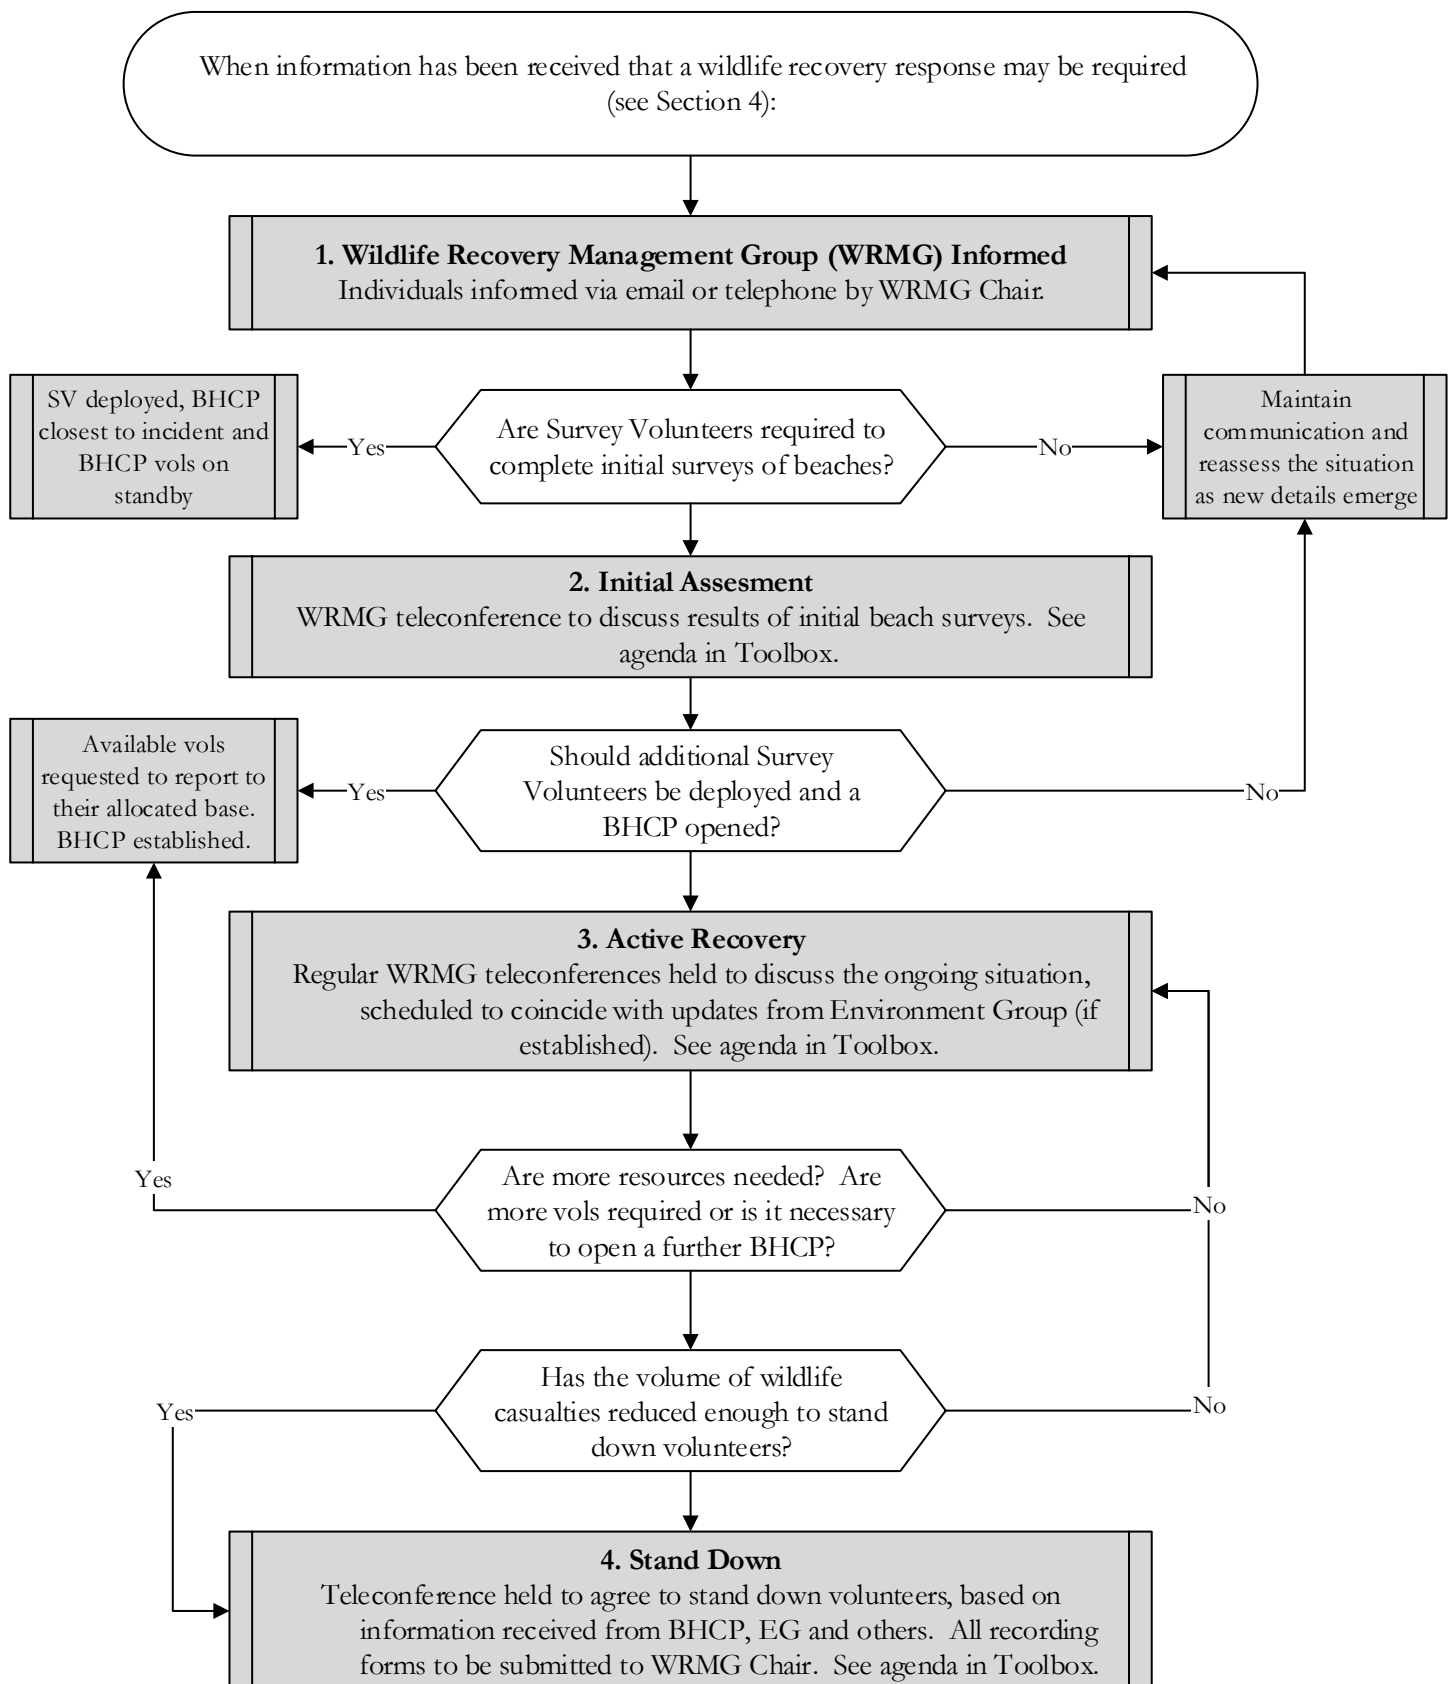 When information has been received that a wildlife recovery response may be required
(see Section 4):
1. Wildlife Recovery Management Group (WRMG) Informed
Individuals informed via email or telephone by WRMG Chair.
SV deployed, BHCP
closest to incident and
BHCP vols on
standby
Yes
Are Survey Volunteers required to
complete initial surveys of beaches?
No
Maintain
communication and
reassess the situation
as new details emerge
2. Initial Assesment
WRMG teleconference to discuss results of initial beach surveys. See
agenda in Toolbox.
Available vols
requested to report to
their allocated base.
BHCP established.
Yes
Should additional Survey
Volunteers be deployed and a
BHCP opened?
No
3. Active Recovery
Regular WRMG teleconferences held to discuss the ongoing situation,
scheduled to coincide with updates from Environment Group (if
established). See agenda in Toolbox.
Yes
Are more resources needed? Are
more vols required or is it necessary
to open a further BHCP?
No
Yes
Has the volume of wildlife
casualties reduced enough to stand
down volunteers?
No
4. Stand Down
Teleconference held to agree to stand down volunteers, based on
information received from BHCP, EG and others. All recording
forms to be submitted to WRMG Chair. See agenda in Toolbox.